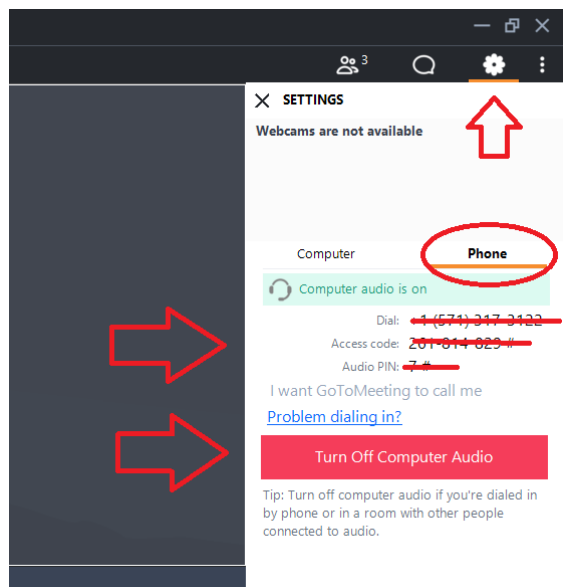 3
SETTINGS
Webcams are not available
Computer Phone
Computer audio is on
Dial:
Access code:
Audio PIN:
I want GoToMeeting to call me
Problem dialing in?
Turn Off Computer Audio
Tip: Turn off computer audio if you're dialed in
by phone or in a room with other people
connected to audio.